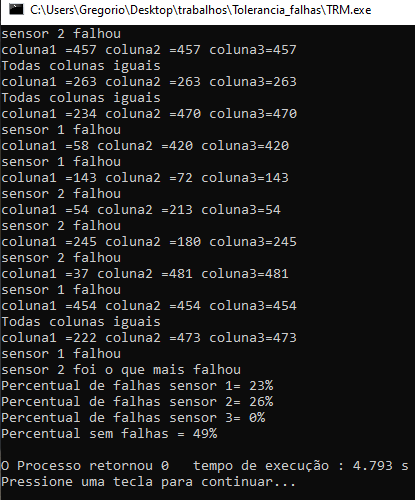 C:\Users\Gregorio\Desktop\trabalhos\Tolerancia_falhas\TRM.exe
sensor 2 falhou
coluna1 =457 coluna2 =457 coluna3=457
Todas colunas iguais
coluna1 =263 coluna2 =263 coluna3=263
Todas colunas iguais
coluna1 =234 coluna2 =470 coluna3=470
sensor 1 falhou
coluna1 =58 coluna2 =420 coluna3=420
sensor 1 falhou
coluna1 =143 coluna2 =72 coluna3=143
sensor 2 falhou
coluna1 =54 coluna2 =213 coluna3=54
sensor 2 falhou
coluna1 =245 coluna2 =180 coluna3=245
sensor 2 falhou
coluna1 =37 coluna2 =481 coluna3=481
sensor 1 falhou
coluna1 =454 coluna2 =454 coluna3=454
Todas colunas iguais
coluna1 =222 coluna2 =473 coluna3=473
sensor 1 falhou
sensor 2 foi o que mais falhou
Percentual de falhas sensor 1= 23%
Percentual de falhas sensor 2= 26%
Percentual de falhas sensor 3= 0%
Percentual sem falhas = 49%
O Processo retornou 0 tempo de execução : 4.793 s
Pressione uma tecla para continuar...